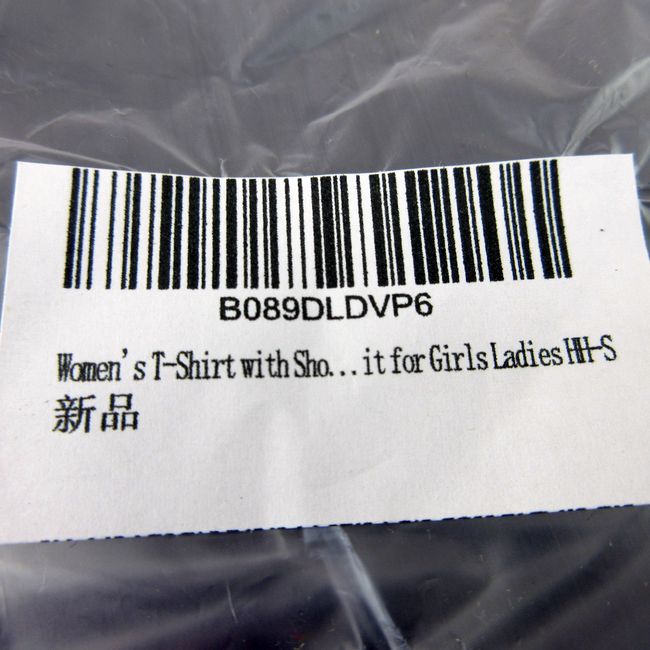 B089DLDVP6
Women's T-Shirt with Sho...it for Girls Ladies HH-S
新品